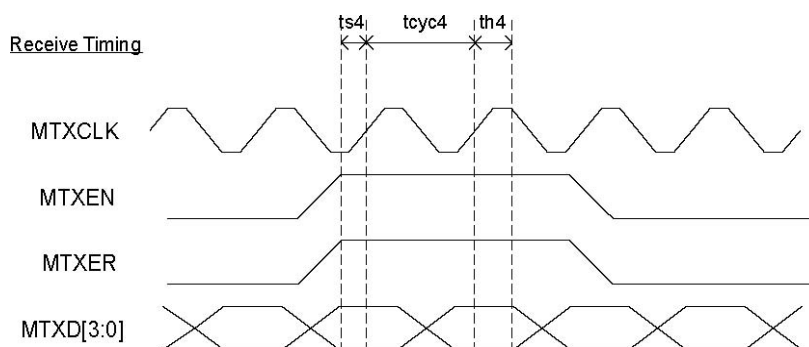 ts4 tcyc4 th4
Receive Timing
MTXCLK
MTXEN
MTXER
MTXD[3:0]